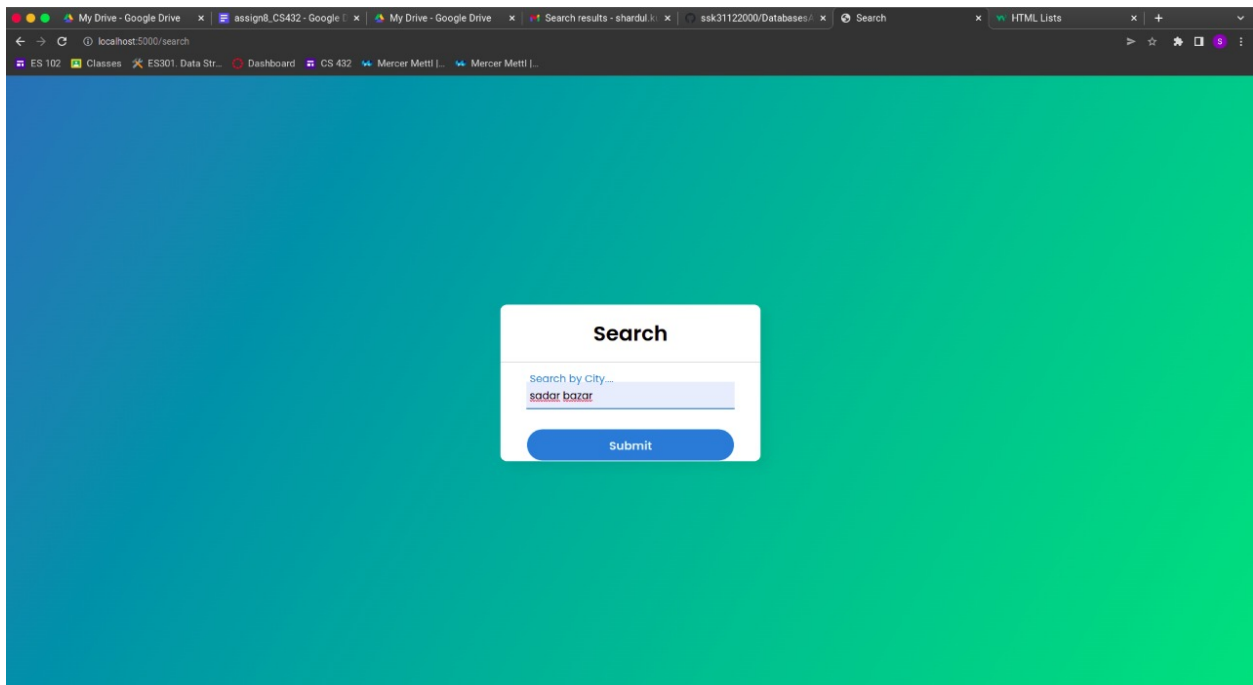 My Drive - Google Drive
assign8_CS432 - Google D
My Drive - Google Drive
Search results - shardul.k
ssk31122000/DatabasesA
Search
HTML Lists
localhost:5000/search
S
ES 102
Classes
ES301. Data Str...
Dashboard
CS 432
Mercer Mettl |...
Mercer Mettl |...
Search
Search by City....
sadar bazar
Submit